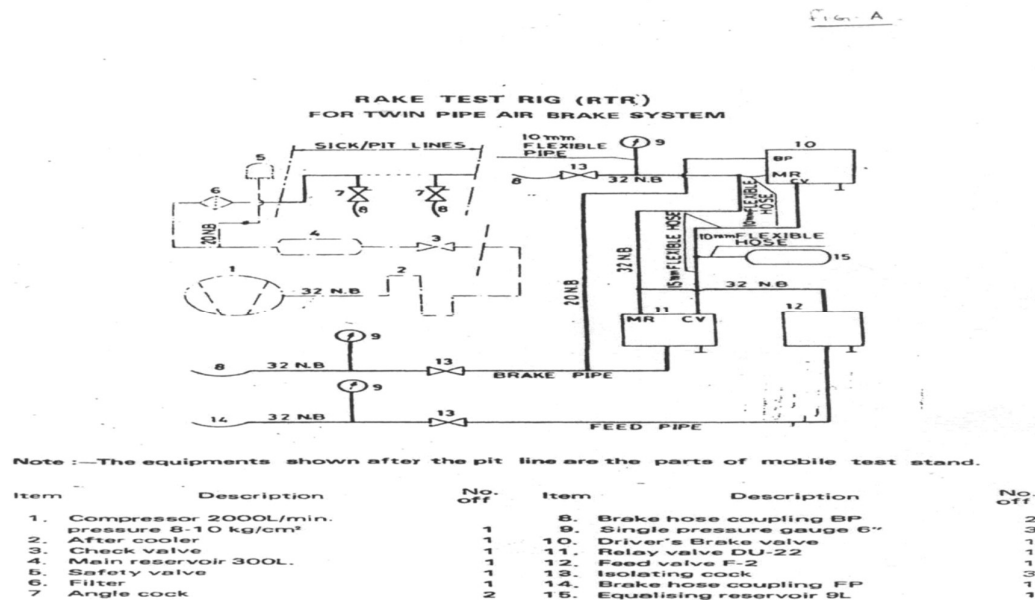 FIG. A
RAKE TEST RIG (RTR)
FOR TWIN PIPE AIR BRAKE SYSTEM
10mm FLEXIBLE PIPE
9
10
SICK/PIT LINES
5
13
BP
MR
CV
8
32 N.B
6
7
7
8
8
10mm FLEXIBLE HOSE
20NB
4
3
15mm FLEXIBLE HOSE
10mm FLEXIBLE HOSE
15
32 N.B
1
2
32 N.B
20N.B
32 N.B
11
12
MR CV
9
8
32 N.B
13
BRAKE PIPE
9
14
32 N.B
13
FEED PIPE
Note :—The equipments shown after the pit line are the parts of mobile test stand.
Item Description No. off Item Description No. off
1. Compressor 2000L/min. pressure 8-10 kg/cm² 1
2. After cooler 1
3. Check valve 1
4. Main reservoir 300L. 1
5. Safety valve 1
6. Filter 1
7 Angle cock 2
8. Brake hose coupling BP 2
9. Single pressure gauge 6" 3
10. Driver's Brake valve 1
11. Relay valve DU-22 1
12. Feed valve F-2 1
13. Isolating cock 3
14. Brake hose coupling FP 1
15. Equalising reservoir 9L 1